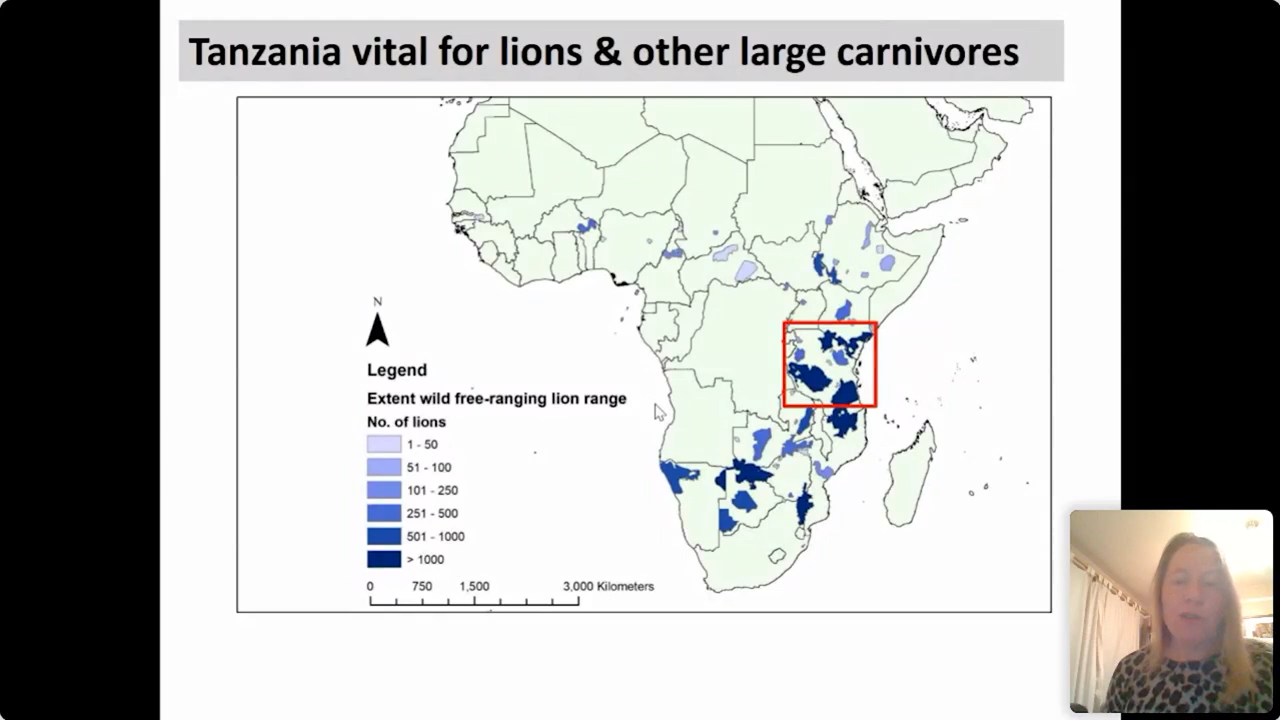 Tanzania vital for lions & other large carnivores
N
Legend
Extent wild free-ranging lion range
No. of lions
1 - 50
51 - 100
101 - 250
251 - 500
501 - 1000
> 1000
0 750 1,500 3,000 Kilometers